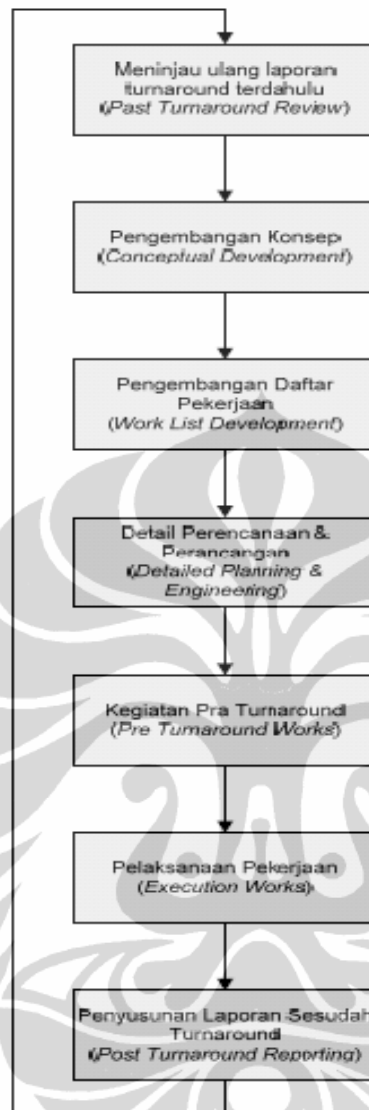 Meninjau ulang laporan
turnaround terdahulu
(Past Turnaround Review)
Pengembangan Konsep
(Conceptual Development)
Pengembangan Daftar
Pekerjaan
(Work List Development)
Detail Perencanaan &
Perancangan
(Detailed Planning &
Engineering)
Kegiatan Pra Turnaround
(Pre Turnaround Works)
Pelaksanaan Pekerjaan
(Execution Works)
Penyusunan Laporan Sesudah
Turnaround
(Post Turnaround Reporting)